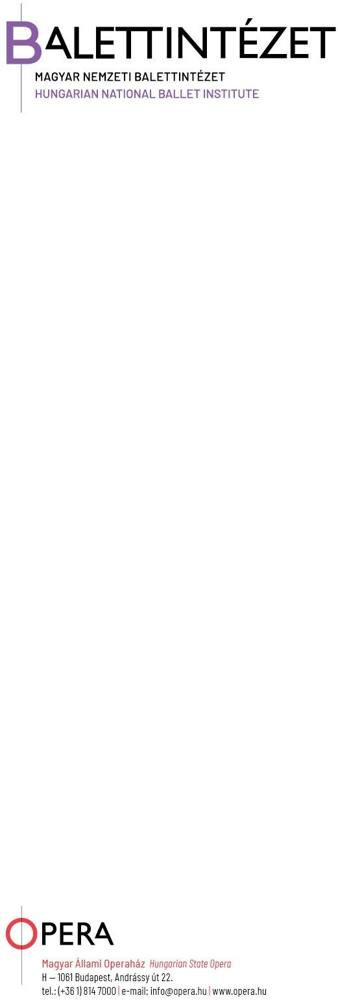 BALETTINTÉZET
MAGYAR NEMZETI BALETTINTÉZET
HUNGARIAN NATIONAL BALLET INSTITUTE
OPERA
Magyar Állami Operaház Hungarian State Opera
H – 1061 Budapest, Andrássy út 22.
tel.: (+36 1) 814 7000 | e-mail: info@opera.hu | www.opera.hu